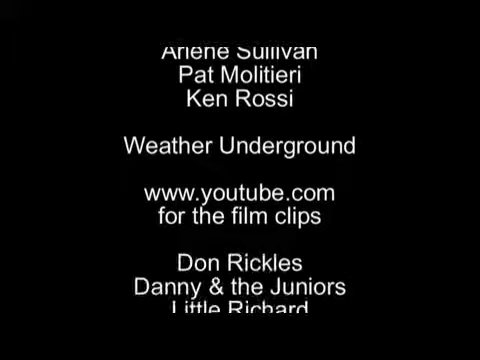 Arlene Sullivan
Pat Molitieri
Ken Rossi
Weather Underground
www.youtube.com
for the film clips
Don Rickles
Danny & the Juniors
Little Richard